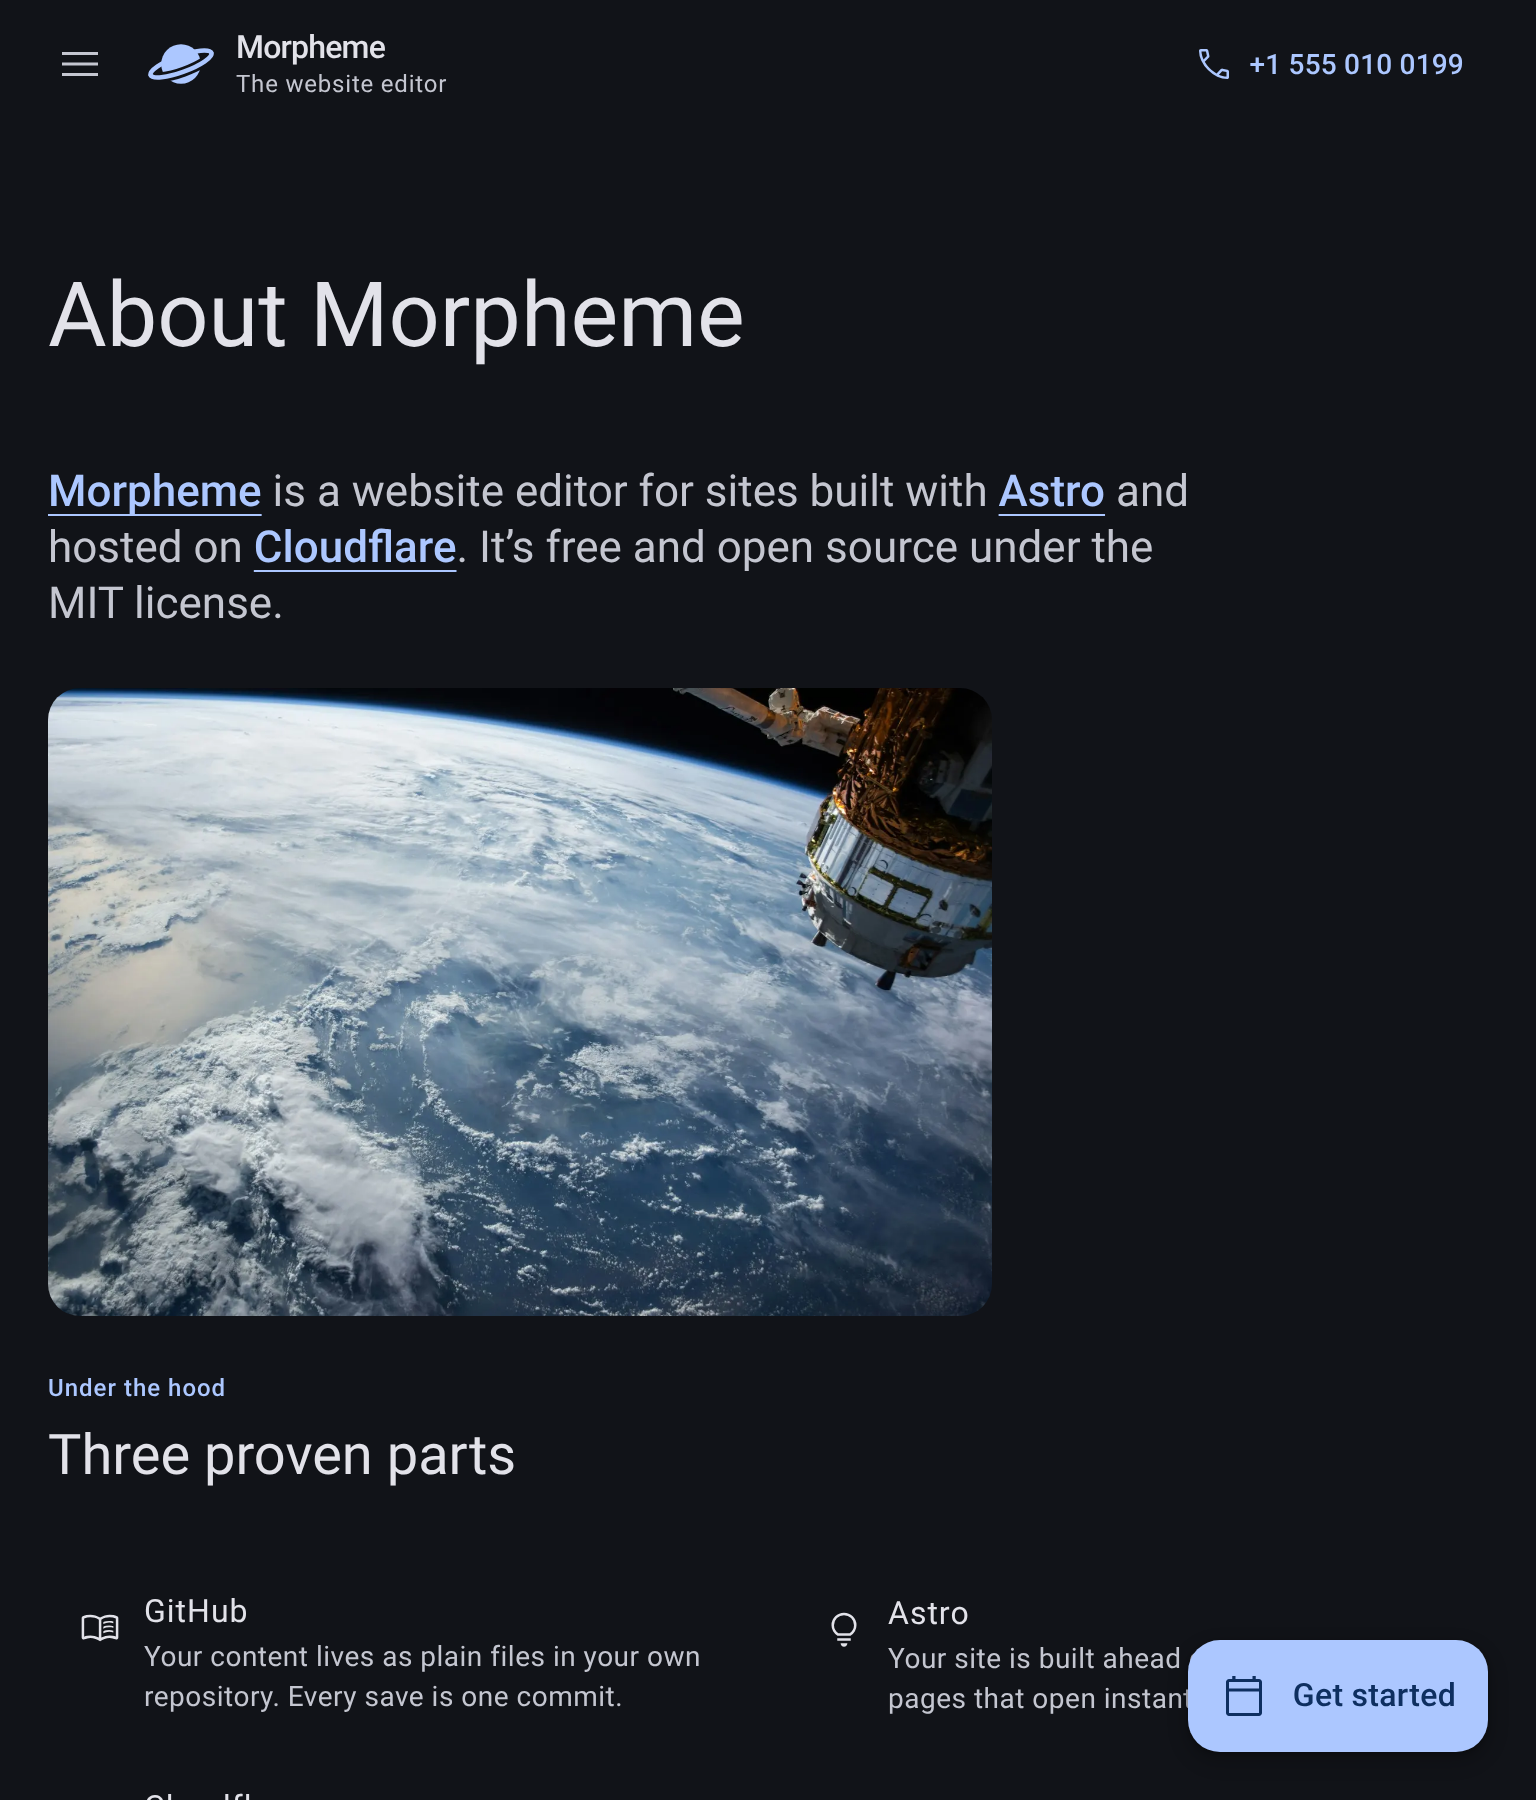 Morpheme
The website editor
+1 555 010 0199
About Morpheme
Morpheme is a website editor for sites built with Astro and
hosted on Cloudflare. It’s free and open source under the
MIT license.
Under the hood
Three proven parts
GitHub
Your content lives as plain files in your own
repository. Every save is one commit.
Astro
Your site is built ahead
pages that open
Get started